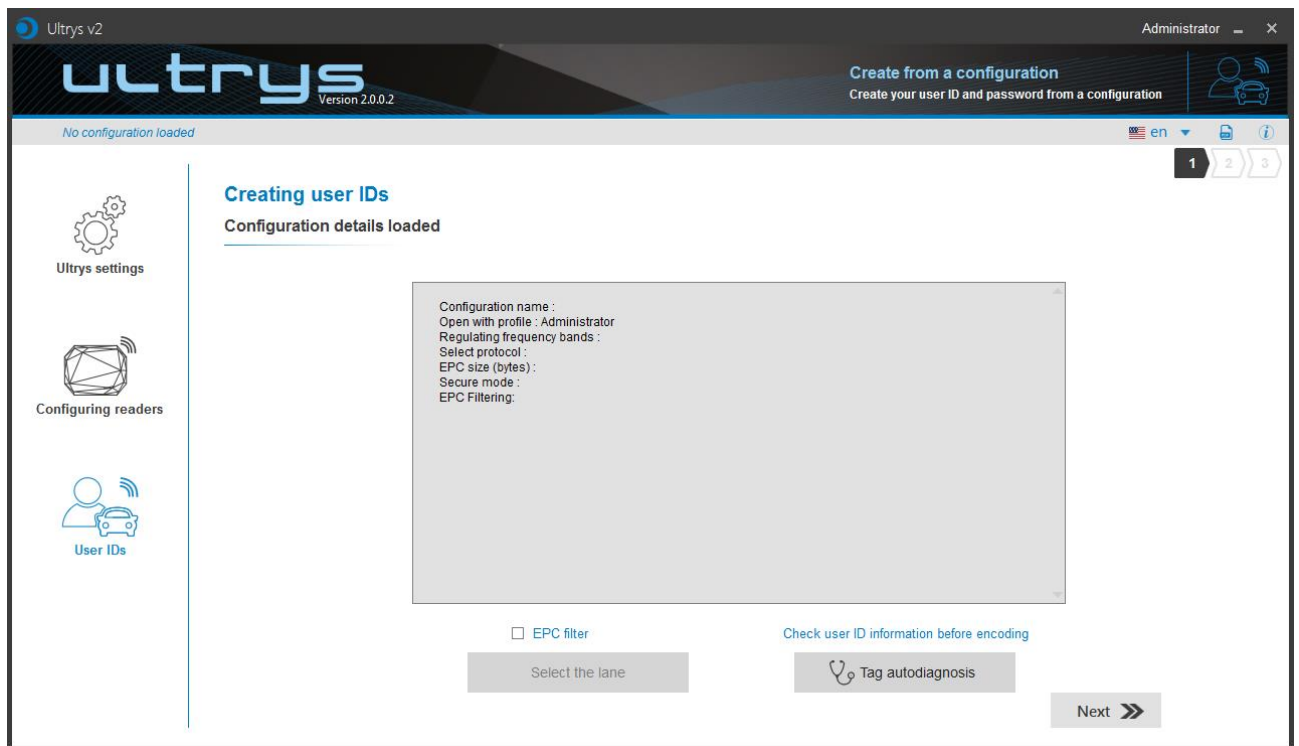 Ultrys v2
Administrator
ultrys
Version 2.0.0.2
Create from a configuration
Create your user ID and password from a configuration
No configuration loaded
en
1 2 3
Creating user IDs
Configuration details loaded
Ultrys settings
Configuring readers
User IDs
Configuration name :
Open with profile : Administrator
Regulating frequency bands :
Select protocol :
EPC size (bytes) :
Secure mode :
EPC Filtering:
EPC filter
Check user ID information before encoding
Select the lane
Tag autodiagnosis
Next